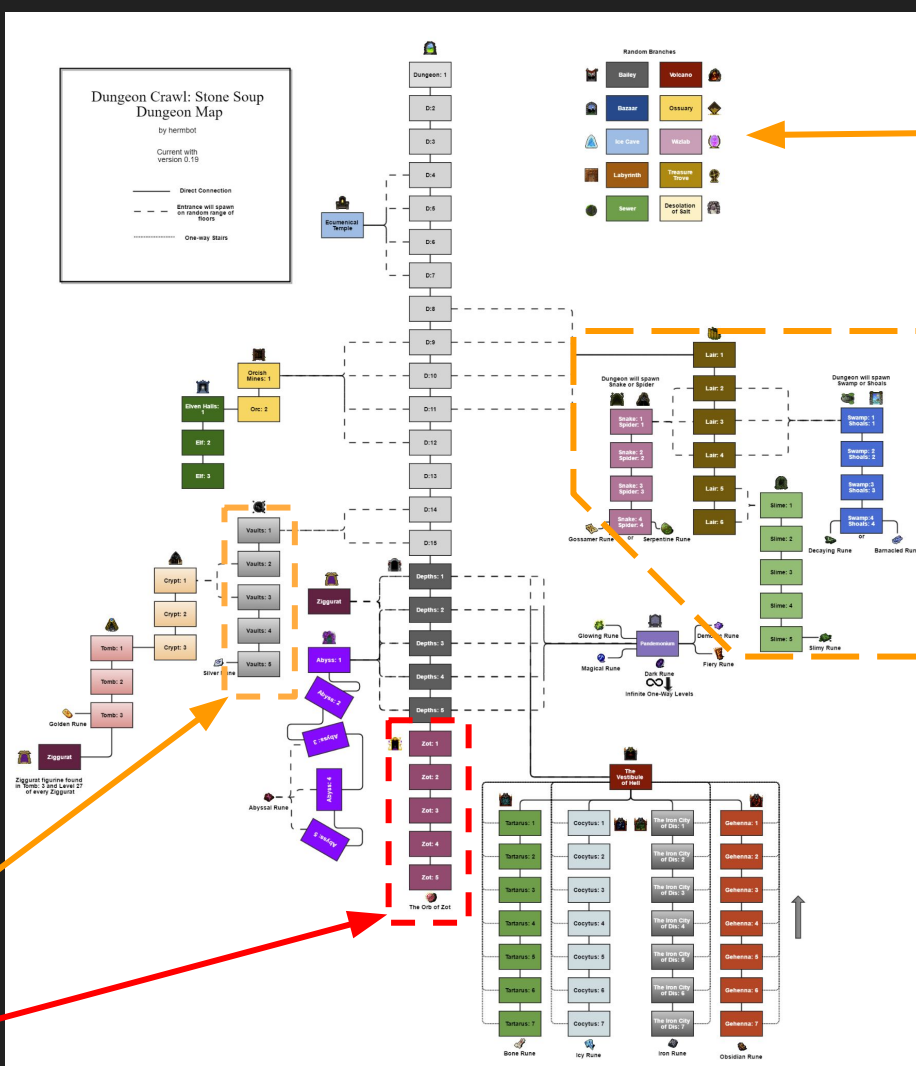 Dungeon Crawl: Stone Soup
Dungeon Map
by hermbot
Current with
version 0.19
Direct Connection
Entrance will spawn
on random range of
floors
One-way Stairs
Random Branches
Bailey
Volcano
Bazaar
Ossuary
Ice Cave
Wizlab
Labyrinth
Treasure
Trove
Sewer
Desolation
of Salt
Dungeon: 1
D:2
D:3
D:4
D:5
D:6
D:7
D:8
D:9
D:10
D:11
D:12
D:13
D:14
D:15
Ecumenical
Temple
Orcish
Mines: 1
Orc: 2
Elven Halls:
1
Elf: 2
Elf: 3
Lair: 1
Lair: 2
Lair: 3
Lair: 4
Lair: 5
Lair: 6
Dungeon will spawn
Snake or Spider
Snake: 1
Spider: 1
Snake: 2
Spider: 2
Snake: 3
Spider: 3
Snake: 4
Spider: 4
Gossamer Rune
or
Serpentine Rune
Dungeon will spawn
Swamp or Shoals
Swamp: 1
Shoals: 1
Swamp: 2
Shoals: 2
Swamp:3
Shoals: 3
Swamp:4
Shoals: 4
or
Decaying Rune
Barnacled Run
Slime: 1
Slime: 2
Slime: 3
Slime: 4
Slime: 5
Slimy Rune
Vaults: 1
Vaults: 2
Vaults: 3
Vaults: 4
Vaults: 5
Silver Rune
Crypt: 1
Crypt: 2
Crypt: 3
Tomb: 1
Tomb: 2
Tomb: 3
Golden Rune
Ziggurat
Ziggurat figurine found
in Tomb: 3 and Level 27
of every Ziggurat
Ziggurat
Abyss: 1
Abyss: 2
Abyss: 3
Abyss: 4
Abyss: 5
Abyssal Rune
Depths: 1
Depths: 2
Depths: 3
Depths: 4
Depths: 5
Zot: 1
Zot: 2
Zot: 3
Zot: 4
Zot: 5
The Orb of Zot
Glowing Rune
Demonic Rune
Pandemonium
Magical Rune
Fiery Rune
Dark Rune
∞
Infinite One-Way Levels
The
Vestibule
of Hell
Tartarus: 1
Tartarus: 2
Tartarus: 3
Tartarus: 4
Tartarus: 5
Tartarus: 6
Tartarus: 7
Bone Rune
Cocytus: 1
Cocytus: 2
Cocytus: 3
Cocytus: 4
Cocytus: 5
Cocytus: 6
Cocytus: 7
Icy Rune
The Iron City
of Dis: 1
The Iron City
of Dis: 2
The Iron City
of Dis: 3
The Iron City
of Dis: 4
The Iron City
of Dis: 5
The Iron City
of Dis: 6
The Iron City
of Dis: 7
Iron Rune
Gehenna: 1
Gehenna: 2
Gehenna: 3
Gehenna: 4
Gehenna: 5
Gehenna: 6
Gehenna: 7
Obsidian Rune